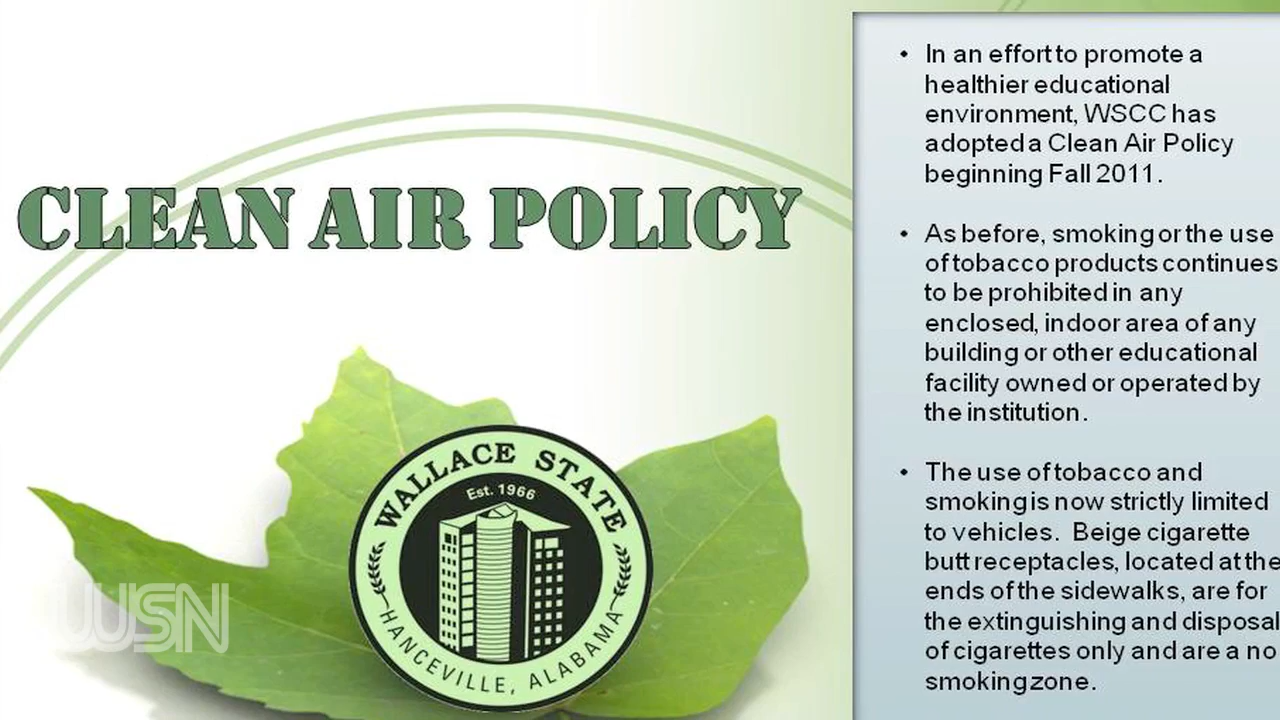 CLEAN AIR POLICY
WALLACE STATE
Est. 1966
HANCEVILLE, ALABAMA
WSN
• In an effort to promote a
healthier educational
environment, WSCC has
adopted a Clean Air Policy
beginning Fall 2011.
• As before, smoking or the use
of tobacco products continues
to be prohibited in any
enclosed, indoor area of any
building or other educational
facility owned or operated by
the institution.
• The use of tobacco and
smoking is now strictly limited
to vehicles. Beige cigarette
butt receptacles, located at the
ends of the sidewalks, are for
the extinguishing and disposal
of cigarettes only and are a no
smoking zone.